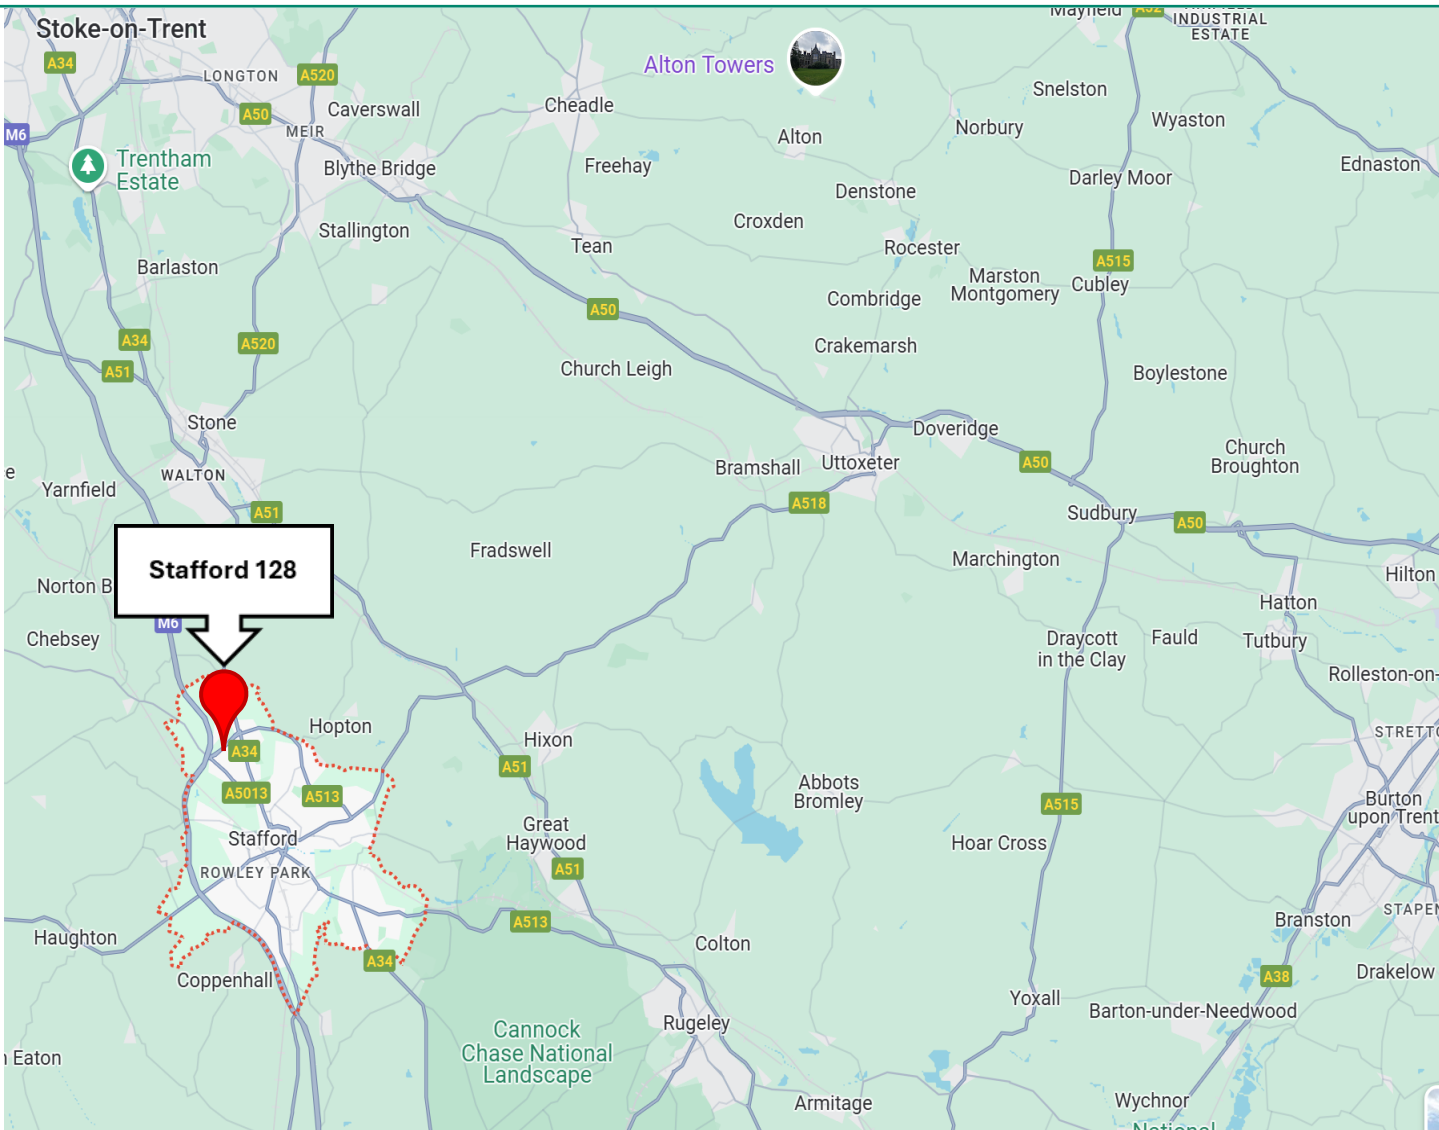 Stoke-on-Trent
Mayfield
A52
INDUSTRIAL
ESTATE
A34
LONGTON
A520
Alton Towers
Snelston
Caverswall
Cheadle
A50
M6
MEIR
Alton
Norbury
Wyaston
Trentham
Estate
Blythe Bridge
Freehay
Ednaston
Darley Moor
Denstone
Croxden
Stallington
Tean
Rocester
A515
Barlaston
Marston
Montgomery
Cubley
Combridge
A50
A34
A520
Crakemarsh
A51
Church Leigh
Boylestone
Stone
Doveridge
Church
Broughton
WALTON
e
Yarnfield
Bramshall
Uttoxeter
A50
A518
A51
Sudbury
A50
Fradswell
Marchington
Stafford 128
Hilton
Norton B
Hatton
M6
Chebsey
Draycott
in the Clay
Fauld
Tutbury
Rolleston-on-
Hopton
Hixon
STRETTO
A34
A51
A5013
A513
Abbots
Bromley
A515
Burton
upon Trent
Stafford
Great
Haywood
Hoar Cross
ROWLEY PARK
A51
A513
Branston
STAPEN
Haughton
Colton
A34
Coppenhall
A38
Drakelow
Yoxall
Barton-under-Needwood
Cannock
Chase National
Landscape
Rugeley
n Eaton
Armitage
Wychnor
National